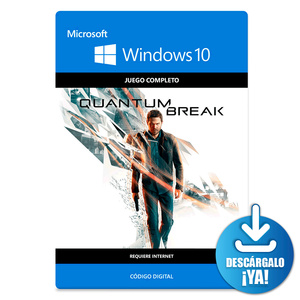 Microsoft
Windows 10
JUEGO COMPLETO
QUANTUM
BREAK
REQUIERE INTERNET
CÓDIGO DIGITAL
DESCÁRGALO
¡YA!